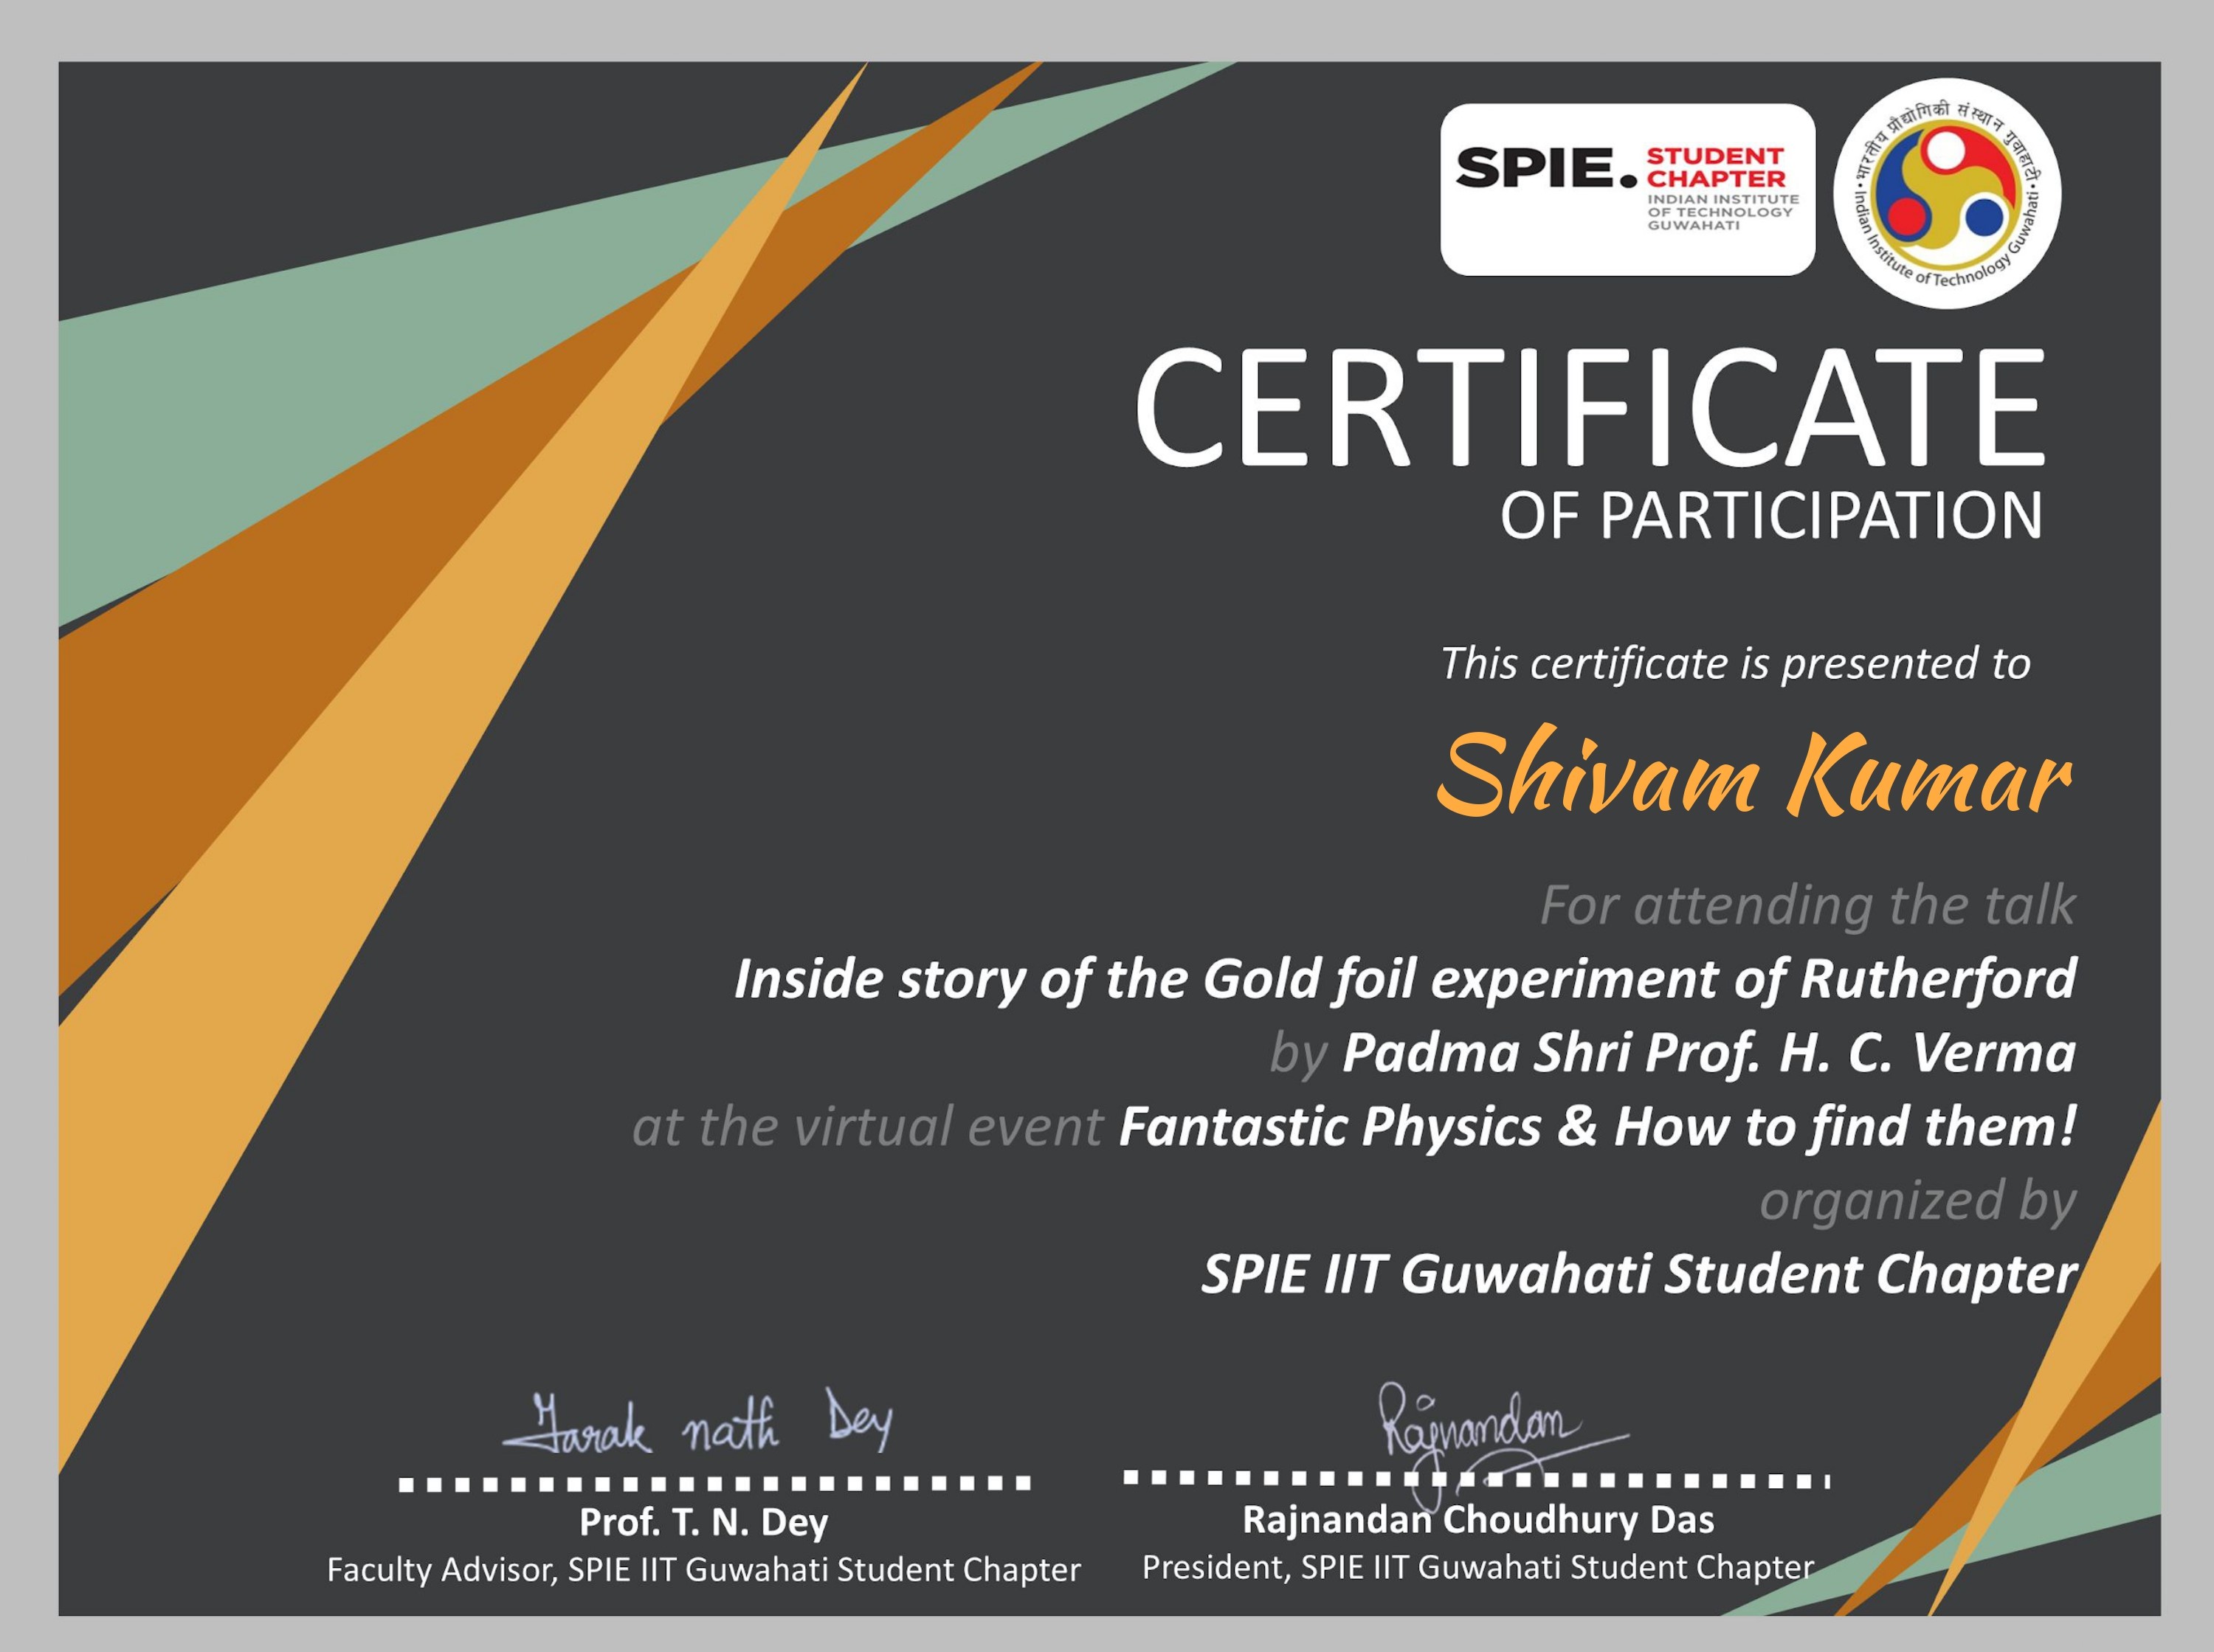 SPIE. STUDENT
CHAPTER
INDIAN INSTITUTE
OF TECHNOLOGY
GUWAHATI
भारतीय प्रौद्योगिकी संस्थान गुवाहाटी
Indian Institute of Technology Guwahati
CERTIFICATE
OF PARTICIPATION
This certificate is presented to
Shivam Kumar
For attending the talk
Inside story of the Gold foil experiment of Rutherford
by Padma Shri Prof. H. C. Verma
at the virtual event Fantastic Physics & How to find them!
organized by
SPIE IIT Guwahati Student Chapter
Tarak nath Dey
Rajnandan
Prof. T. N. Dey
Faculty Advisor, SPIE IIT Guwahati Student Chapter
Rajnandan Choudhury Das
President, SPIE IIT Guwahati Student Chapter